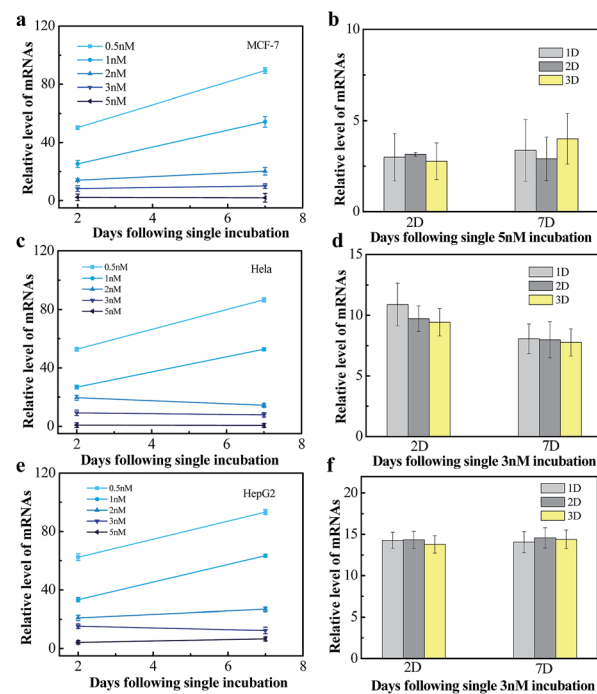 a
Relative level of mRNAs
120
80
40
0
MCF-7
0.5nM
1nM
2nM
3nM
5nM
2 4 6 8
Days following single incubation
b
Relative level of mRNAs
10
5
0
1D
2D
3D
2D 7D
Days following single 5nM incubation
c
Relative level of mRNAs
120
80
40
0
Hela
0.5nM
1nM
2nM
3nM
5nM
2 3 4 5 6 7 8
Days following single incubation
d
Relative level of mRNAs
15
10
5
0
1D
2D
3D
2D 7D
Days following single 3nM incubation
e
Relative level of mRNAs
120
80
40
0
HepG2
0.5nM
1nM
2nM
3nM
5nM
2 3 4 5 6 7 8
Days following single incubation
f
Relative level of mRNAs
20
15
10
5
0
1D
2D
3D
2D 7D
Days following single 3nM incubation